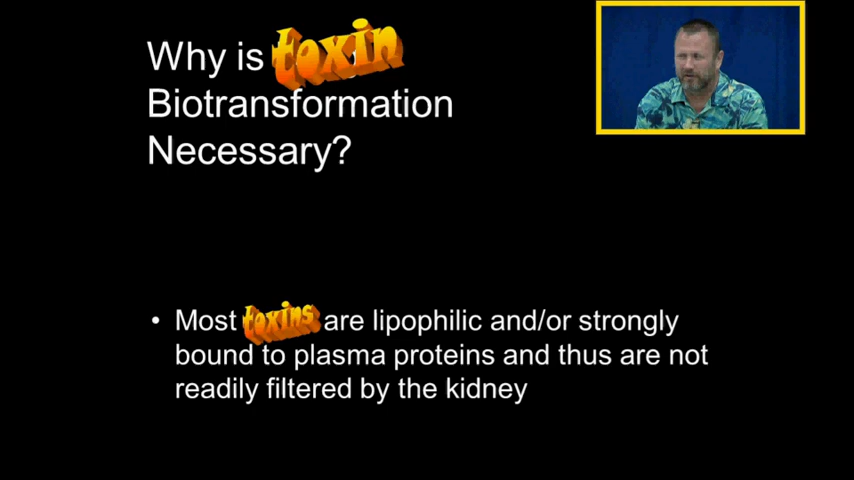 Why is toxin
Biotransformation
Necessary?
• Most toxins are lipophilic and/or strongly
bound to plasma proteins and thus are not
readily filtered by the kidney